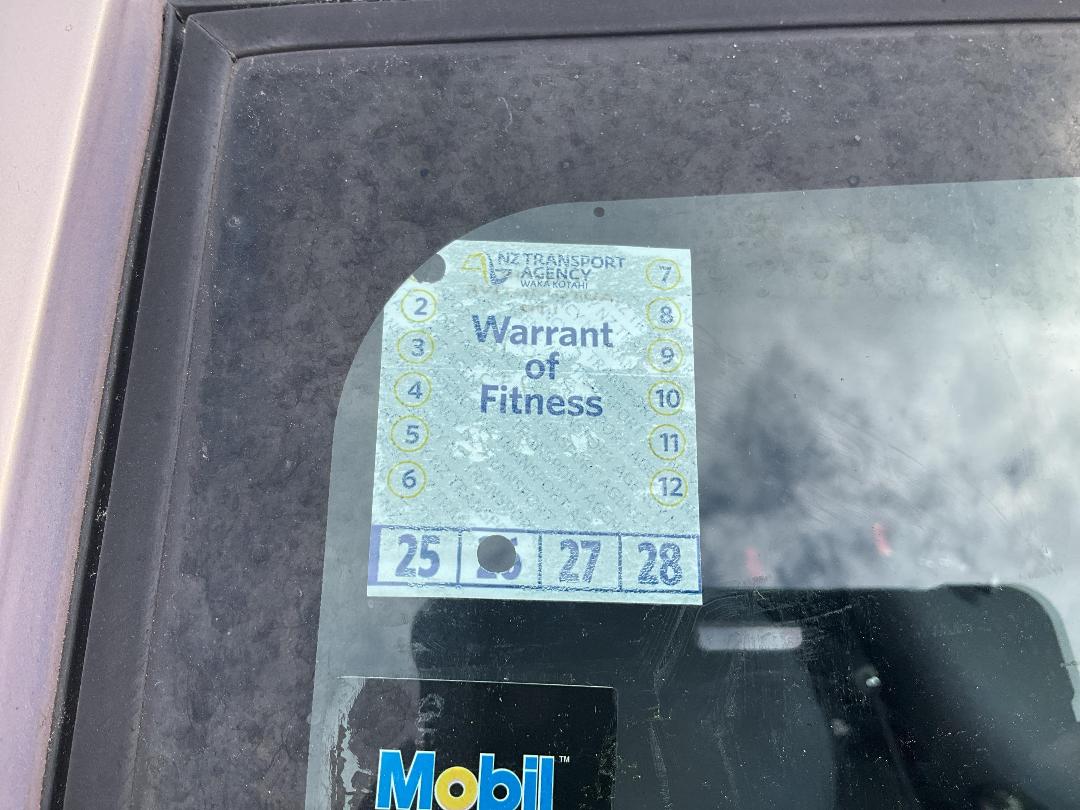 NZ TRANSPORT
AGENCY
WAKA KOTAHI
Warrant
of
Fitness
2
3
4
5
6
7
8
9
10
11
12
25
27
28
Mobil™